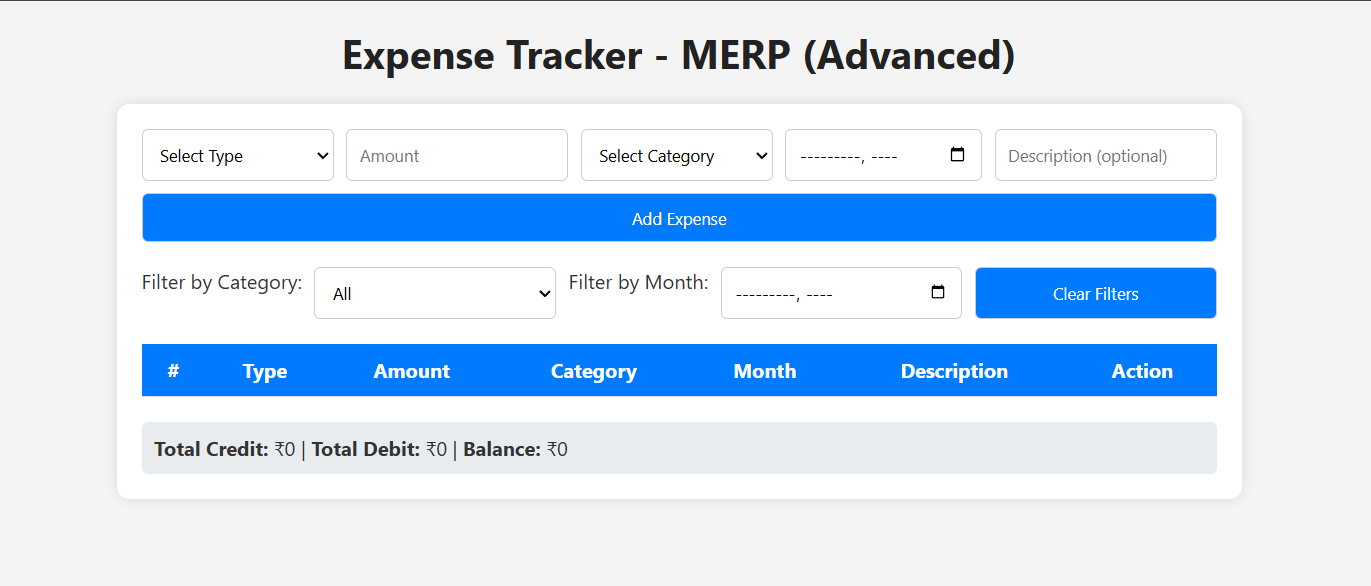 Expense Tracker - MERP (Advanced)
Select Type Amount Select Category ---------, ---- Description (optional)
Add Expense
Filter by Category: All Filter by Month: ---------, ---- Clear Filters
# Type Amount Category Month Description Action
Total Credit: ₹0 | Total Debit: ₹0 | Balance: ₹0